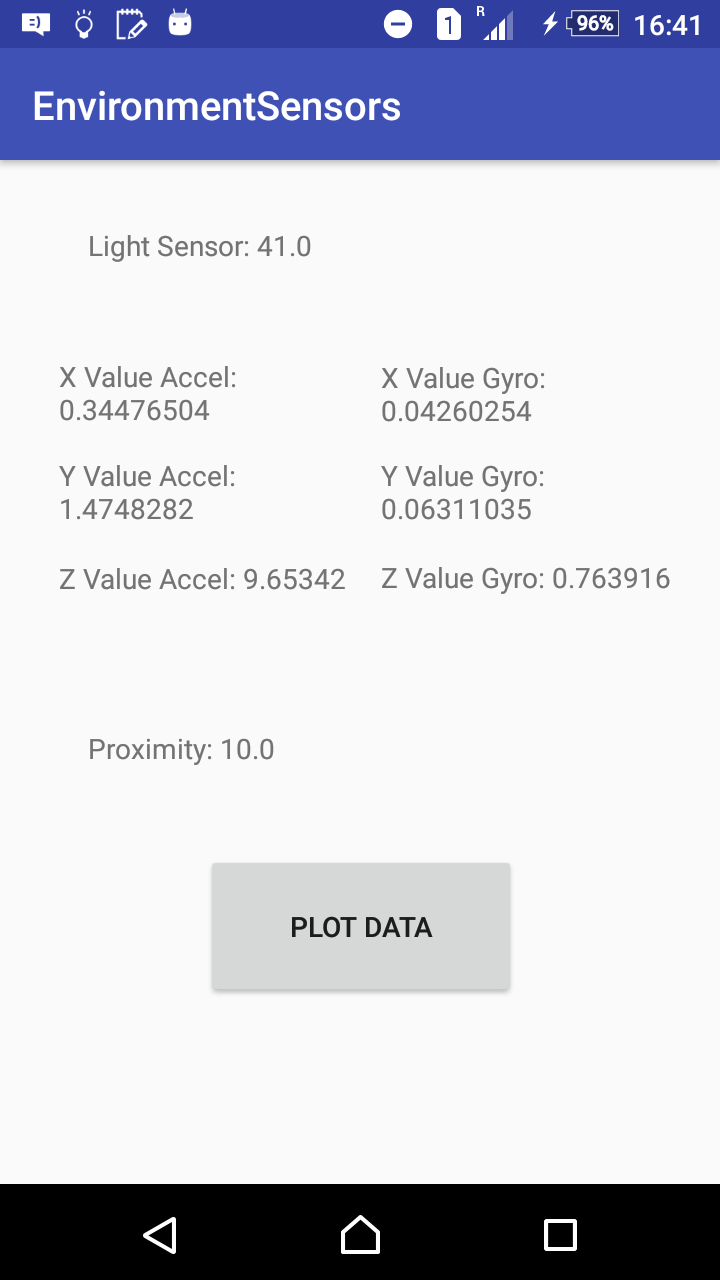 1 R 96% 16:41
EnvironmentSensors
Light Sensor: 41.0
X Value Accel:
0.34476504
X Value Gyro:
0.04260254
Y Value Accel:
1.4748282
Y Value Gyro:
0.06311035
Z Value Accel: 9.65342
Z Value Gyro: 0.763916
Proximity: 10.0
PLOT DATA